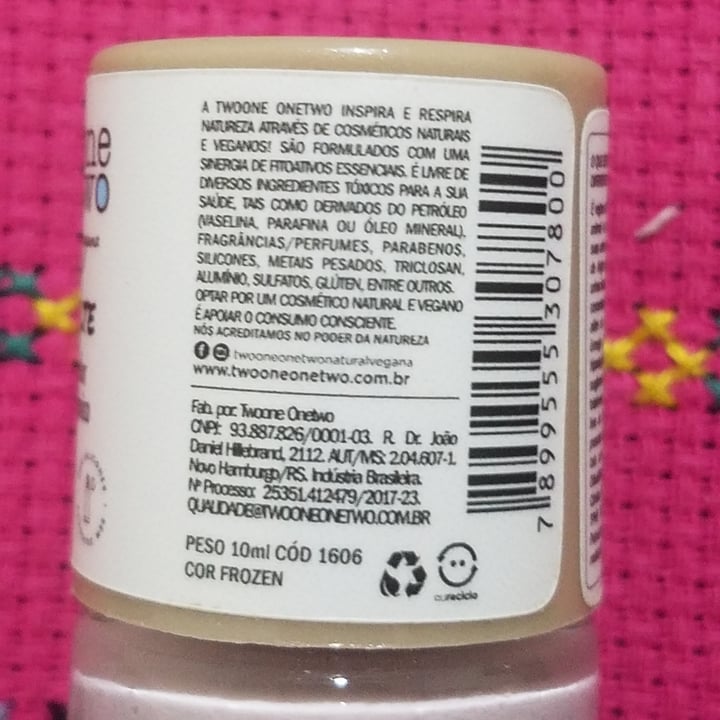 A TWOONE ONETWO INSPIRA E RESPIRA
NATUREZA ATRAVÉS DE COSMÉTICOS NATURAIS
E VEGANOS! SÃO FORMULADOS COM UMA
SINERGIA DE FITOATIVOS ESSENCIAIS. É LIVRE DE
DIVERSOS INGREDIENTES TÓXICOS PARA A SUA
SAÚDE, TAIS COMO DERIVADOS DO PETRÓLEO
(VASELINA, PARAFINA OU ÓLEO MINERAL),
FRAGRÂNCIAS/PERFUMES, PARABENOS,
SILICONES, METAIS PESADOS, TRICLOSAN,
ALUMÍNIO, SULFATOS, GLÚTEN, ENTRE OUTROS.
OPTAR POR UM COSMÉTICO NATURAL E VEGANO
É APOIAR O CONSUMO CONSCIENTE.
NÓS ACREDITAMOS NO PODER DA NATUREZA
twooneonetwonaturalvegana
www.twooneonetwo.com.br
Fab. por: Twoone Onetwo
CNPJ: 93.887.826/0001-03. R. Dr. João
Daniel Hillebrand, 2112. AUT/MS: 2.04.607-1.
Novo Hamburgo/RS. Indústria Brasileira.
Nº Processo: 25351.412479/2017-23.
QUALIDADE@TWOONEONETWO.COM.BR
PESO 10ml CÓD 1606
COR FROZEN
eureciclo
7 899555 307800